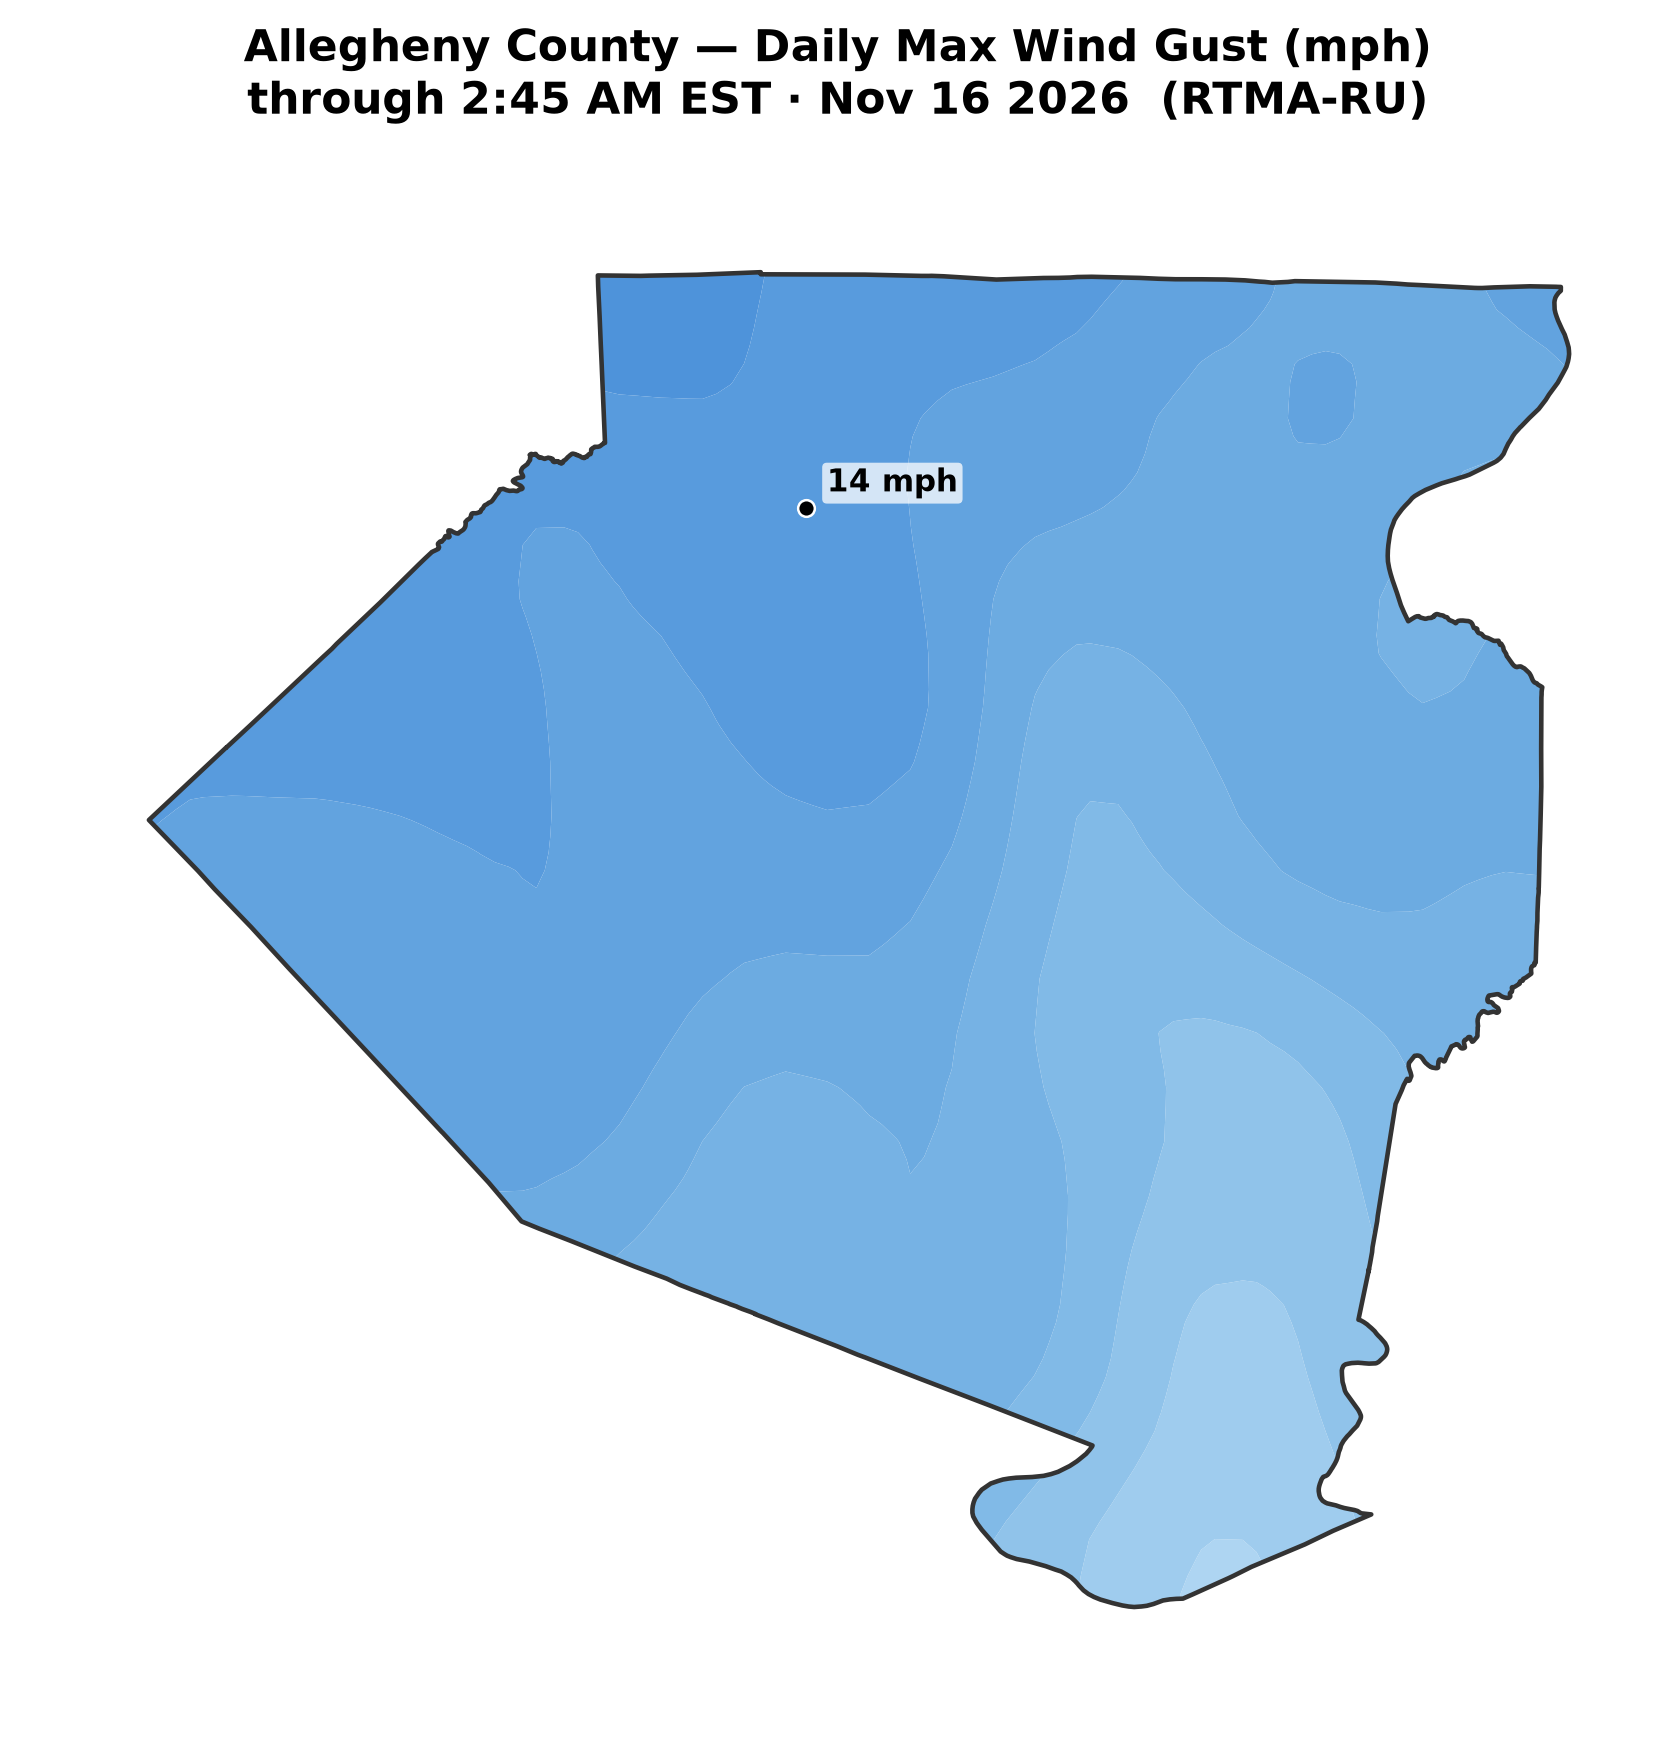 Allegheny County — Daily Max Wind Gust (mph)
through 2:45 AM EST · Nov 16 2026 (RTMA-RU)
14 mph